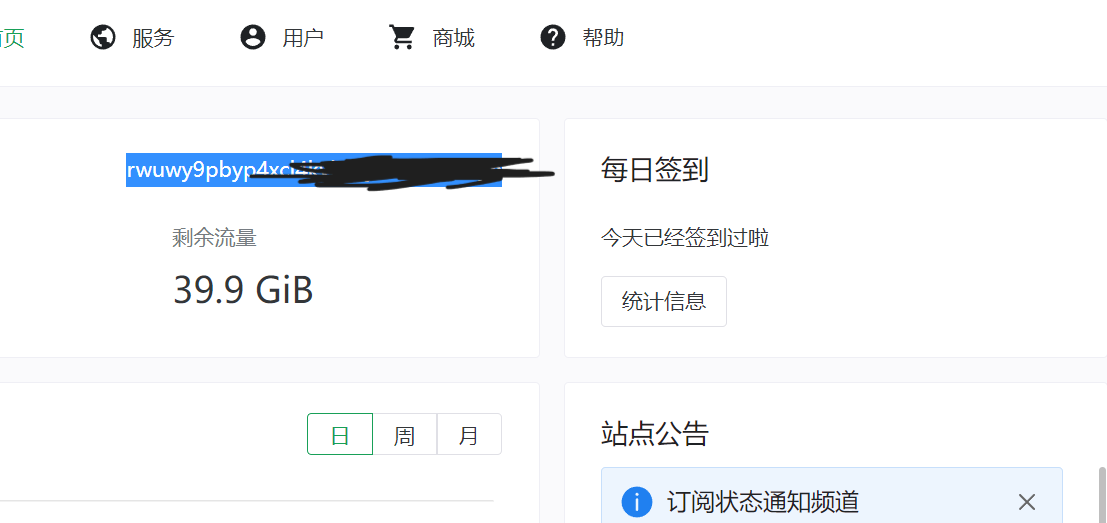 页 服务 用户 商城 帮助
rwuwy9pbyp4xcl
每日签到
剩余流量
今天已经签到过啦
39.9 GiB
统计信息
日 周 月
站点公告
订阅状态通知频道